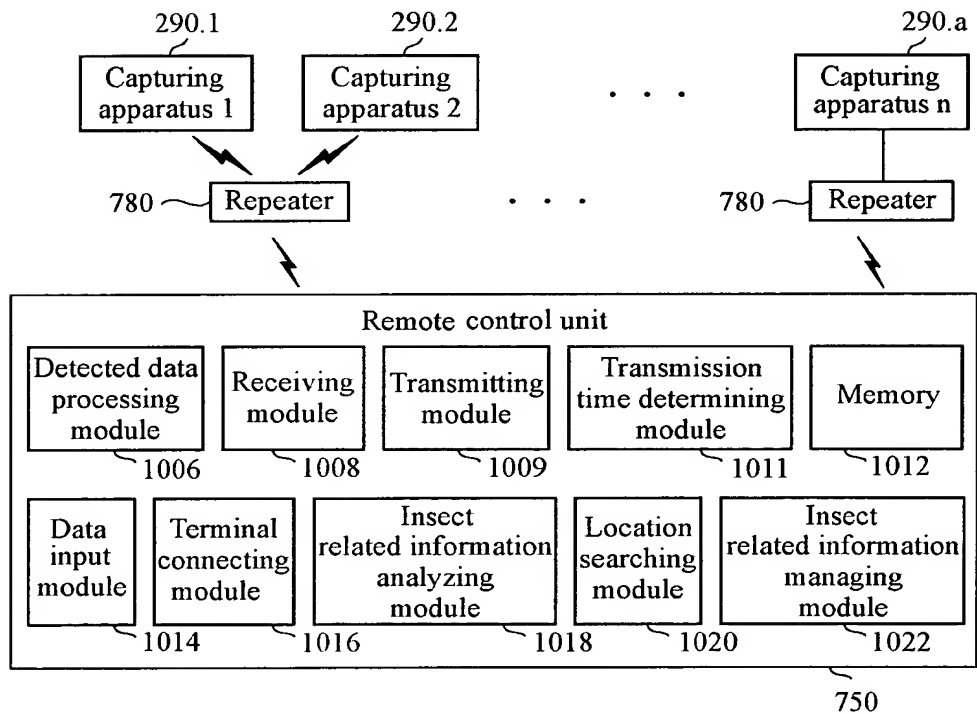 290.1
290.2
290.a
Capturing
apparatus 1
Capturing
apparatus 2
. . .
Capturing
apparatus n
780
Repeater
. . .
780
Repeater
Remote control unit
Detected data
processing
module
Receiving
module
Transmitting
module
Transmission
time determining
module
Memory
1006
1008
1009
1011
1012
Data
input
module
Terminal
connecting
module
Insect
related information
analyzing
module
Location
searching
module
Insect
related information
managing
module
1014
1016
1018
1020
1022
750